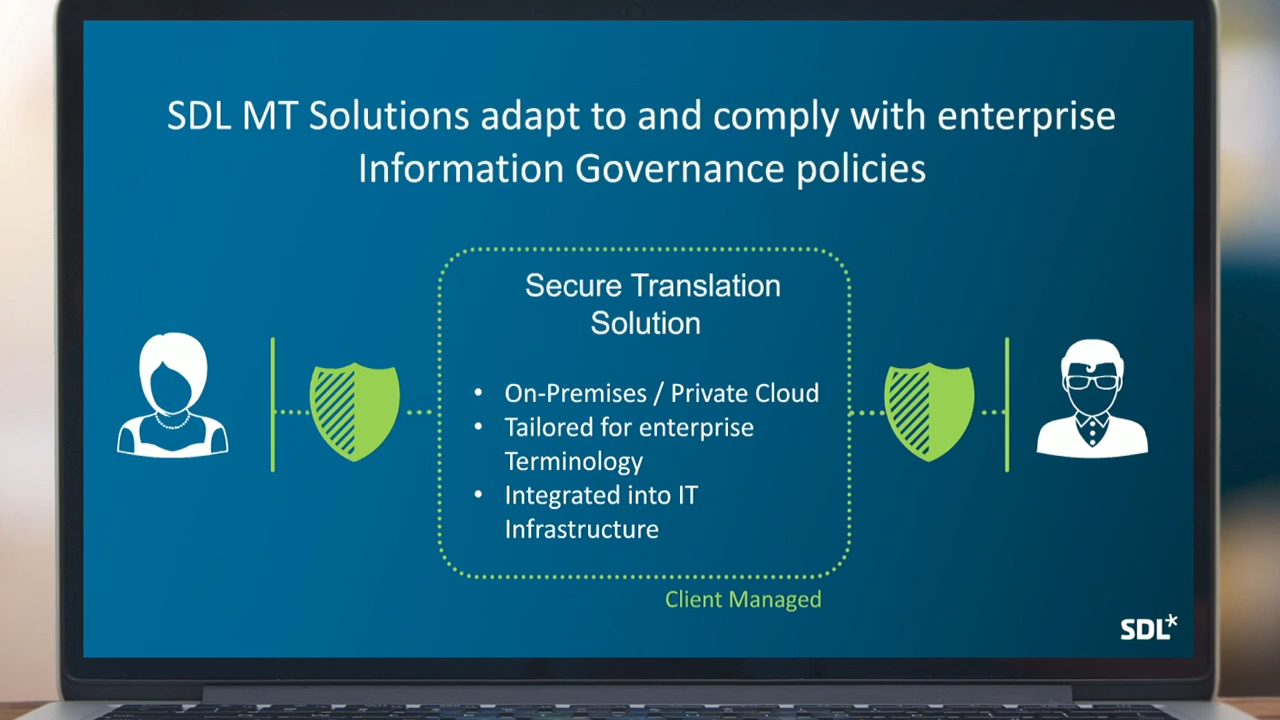 SDL MT Solutions adapt to and comply with enterprise
Information Governance policies
Secure Translation
Solution
• On-Premises / Private Cloud
• Tailored for enterprise
Terminology
• Integrated into IT
Infrastructure
Client Managed
SDL*